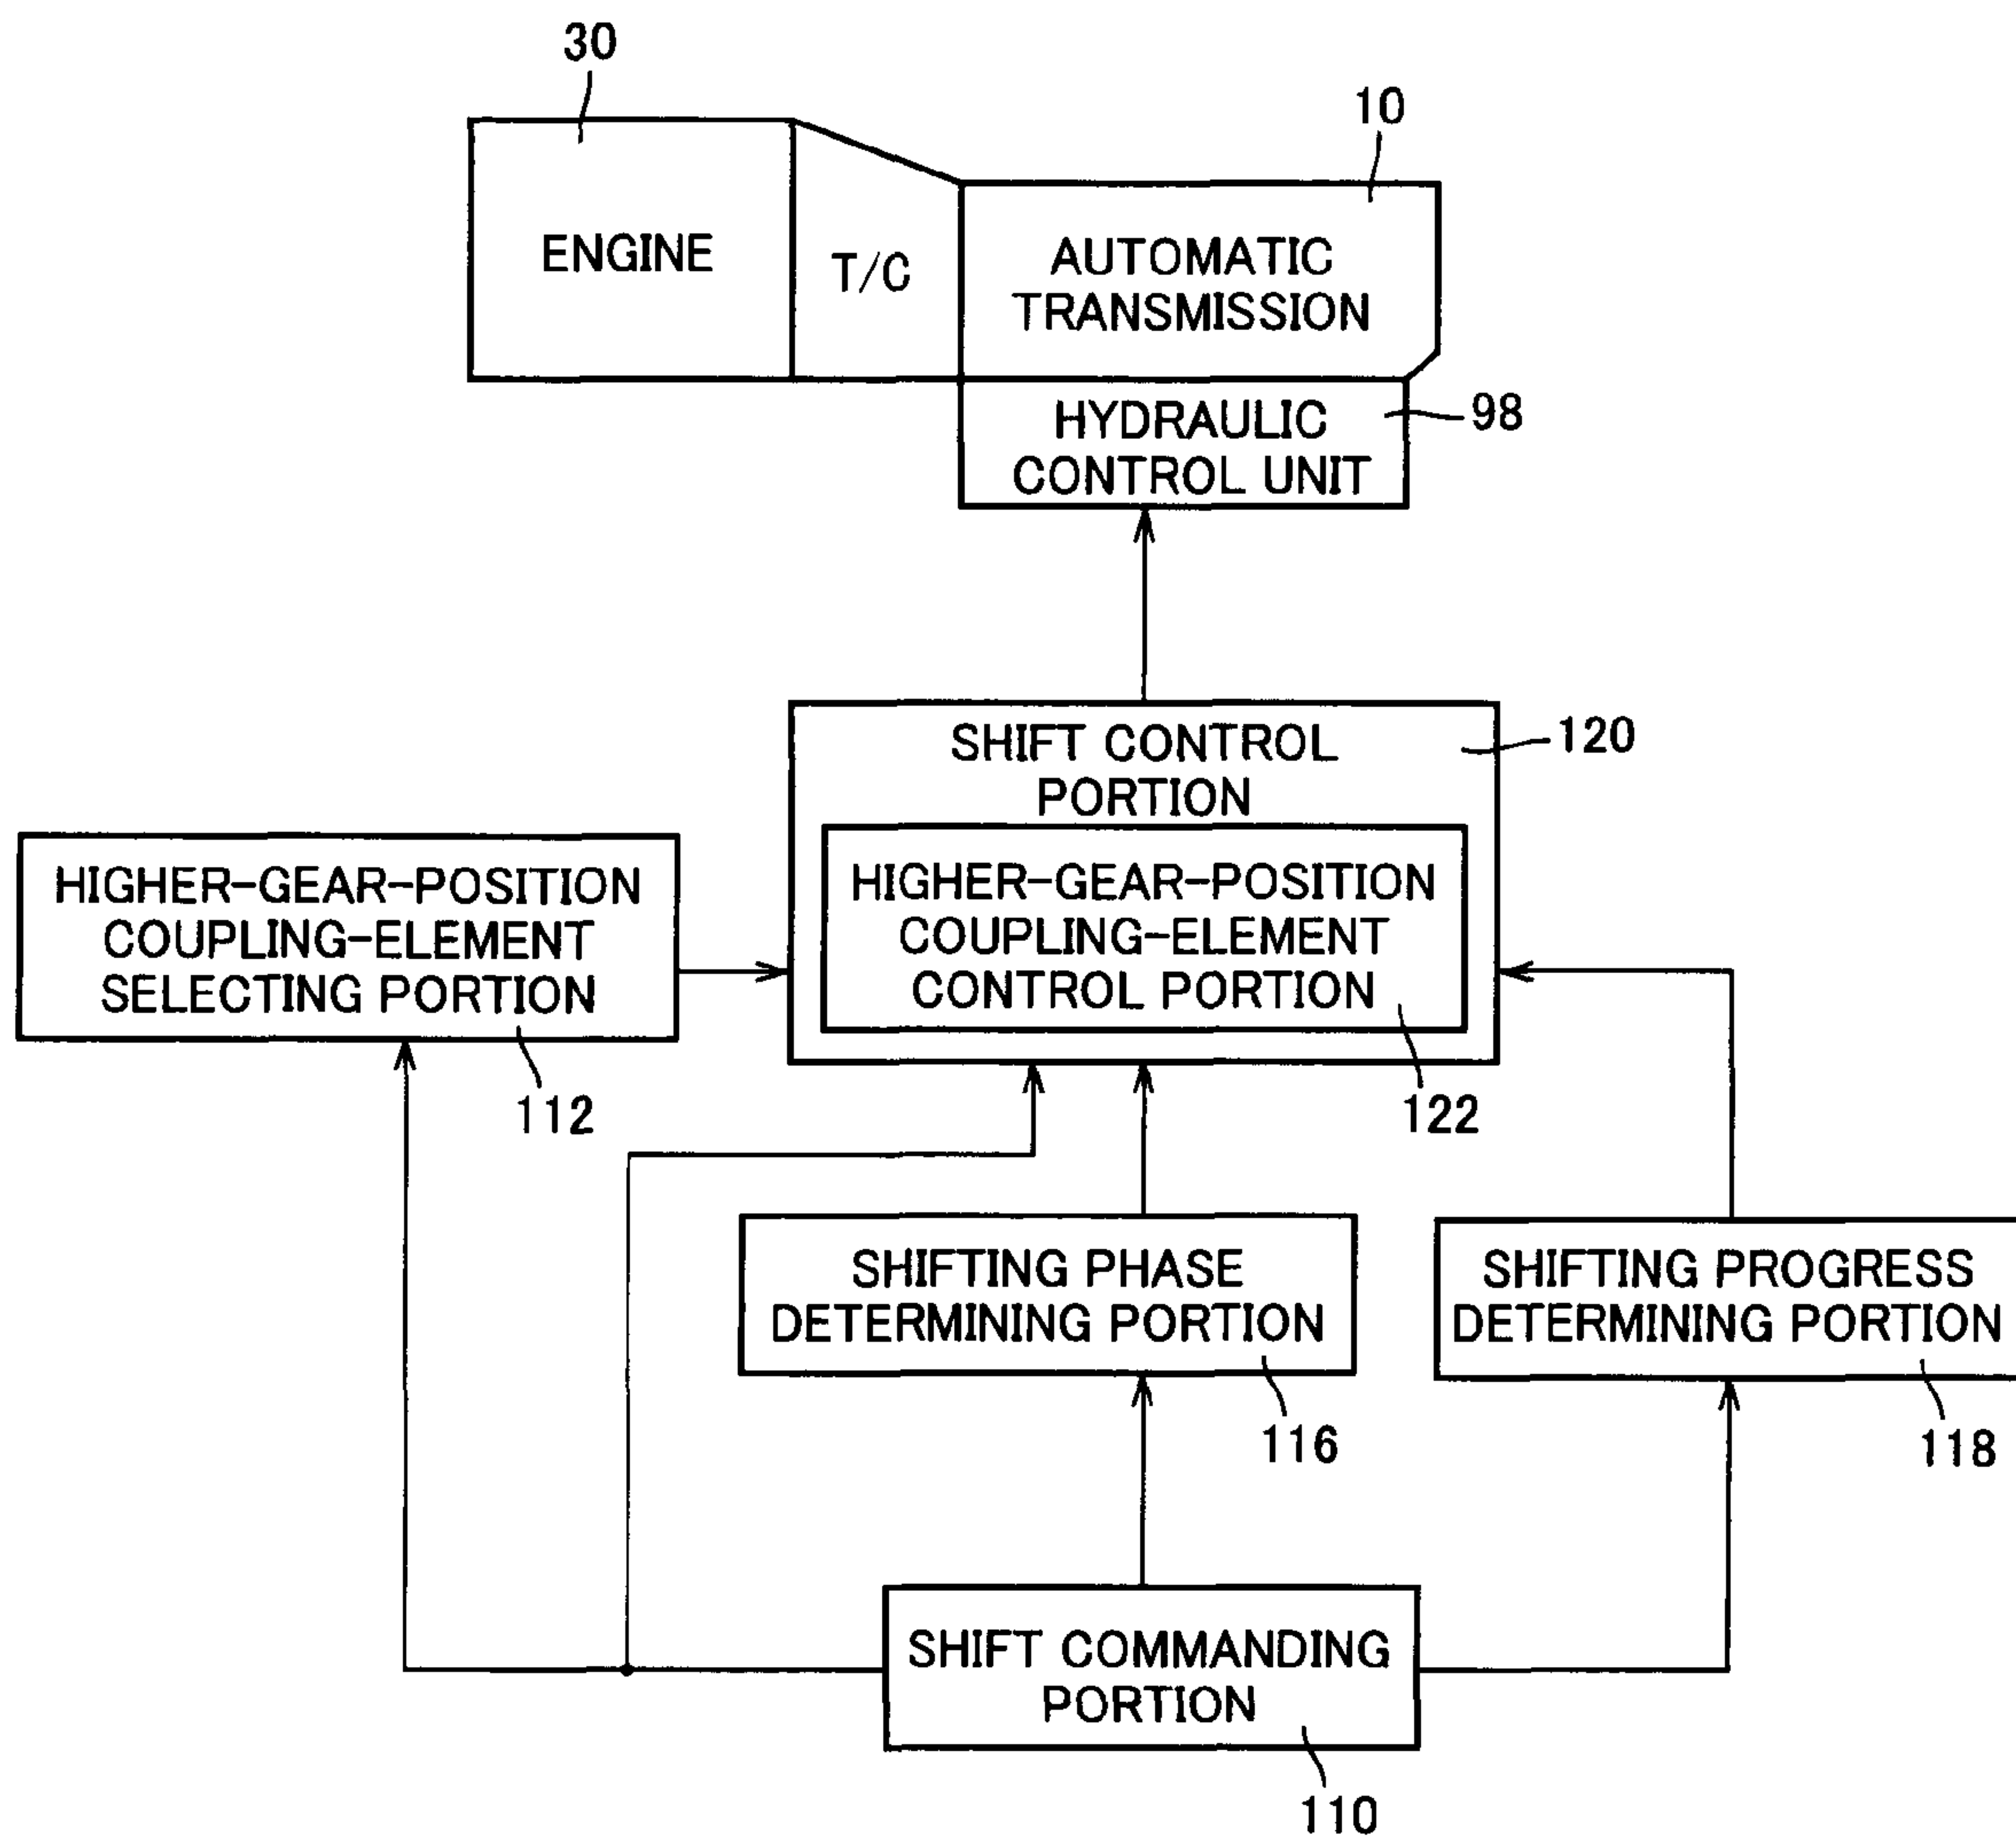 30
10
ENGINE
T/C
AUTOMATIC
TRANSMISSION
HYDRAULIC
CONTROL UNIT
98
SHIFT CONTROL
PORTION
120
HIGHER-GEAR-POSITION
COUPLING-ELEMENT
SELECTING PORTION
112
HIGHER-GEAR-POSITION
COUPLING-ELEMENT
CONTROL PORTION
122
SHIFTING PHASE
DETERMINING PORTION
116
SHIFTING PROGRESS
DETERMINING PORTION
118
SHIFT COMMANDING
PORTION
110